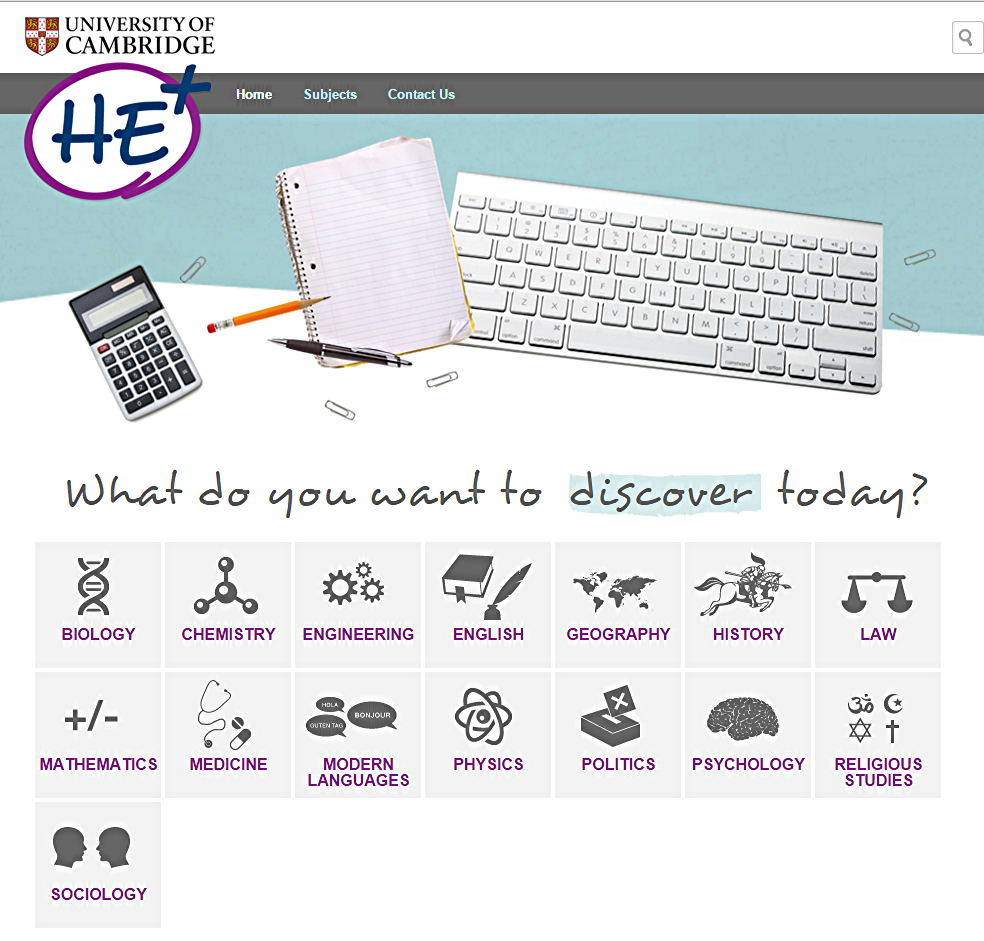 UNIVERSITY OF
CAMBRIDGE
HE+
Home Subjects Contact Us
What do you want to discover today?
BIOLOGY CHEMISTRY ENGINEERING ENGLISH GEOGRAPHY HISTORY LAW
+/-
HOLA
BONJOUR
GUTEN TAG
MATHEMATICS MEDICINE MODERN LANGUAGES PHYSICS POLITICS PSYCHOLOGY RELIGIOUS STUDIES
SOCIOLOGY